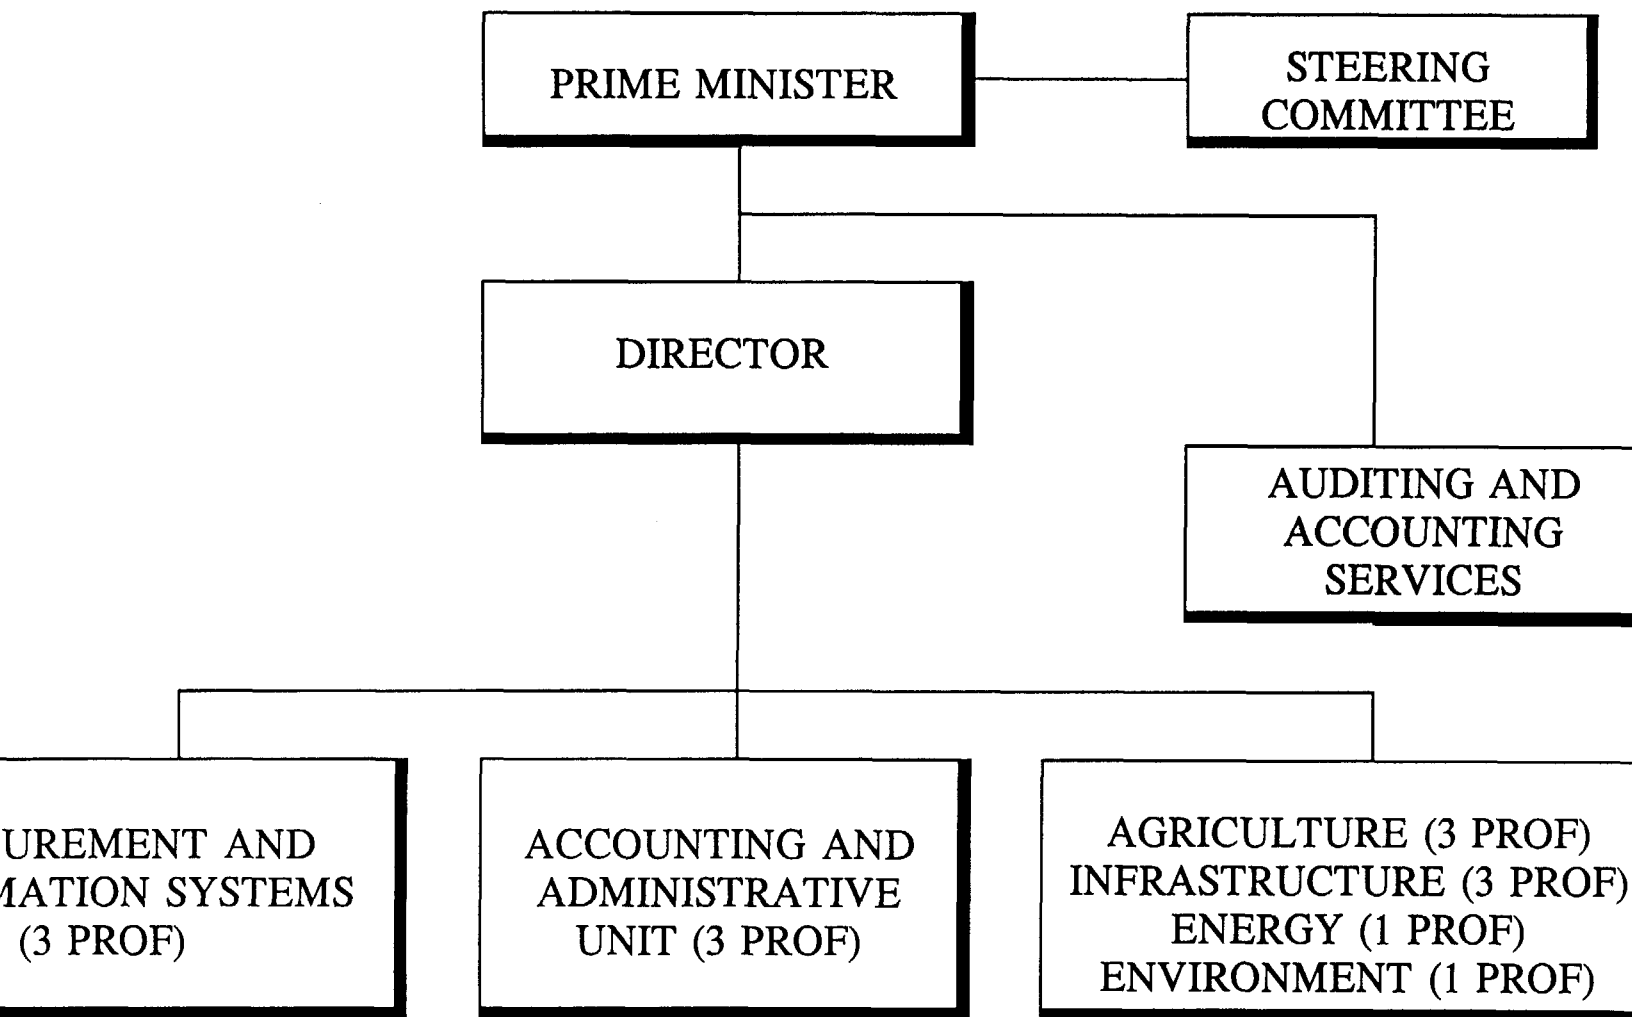 PRIME MINISTER
STEERING
COMMITTEE
DIRECTOR
AUDITING AND
ACCOUNTING
SERVICES
UREMENT AND
MATION SYSTEMS
(3 PROF)
ACCOUNTING AND
ADMINISTRATIVE
UNIT (3 PROF)
AGRICULTURE (3 PROF)
INFRASTRUCTURE (3 PROF)
ENERGY (1 PROF)
ENVIRONMENT (1 PROF)